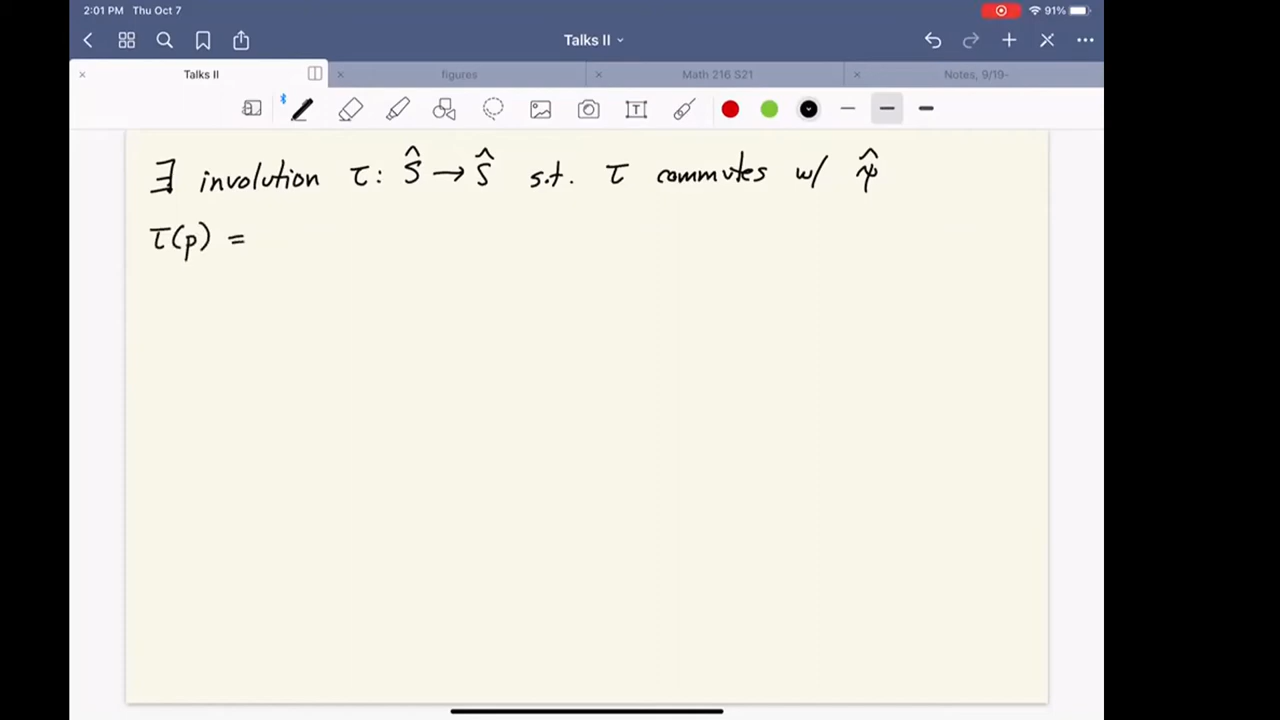 2:01 PM Thu Oct 7
91%
Talks II
Talks II
figures
Math 216 S21
Notes, 9/19-
T
∃ involution τ: Ŝ → Ŝ s.t. τ commutes w/ ψ̂
τ(p) =